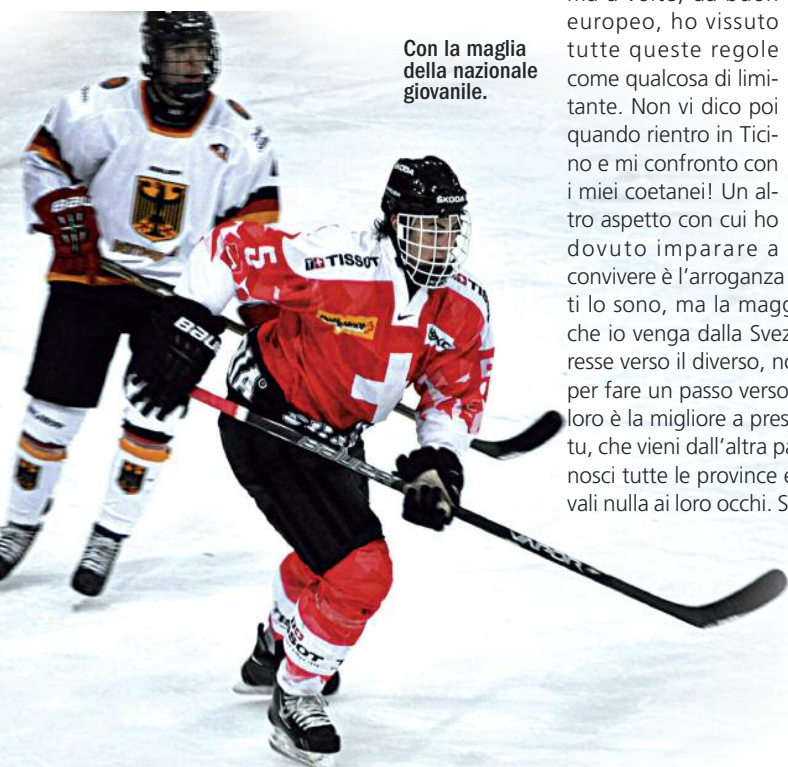 Con la maglia
della nazionale
giovanile.
europeo, ho vissuto
tutte queste regole
come qualcosa di limi-
tante. Non vi dico poi
quando rientro in Tici-
no e mi confronto con
i miei coetanei! Un al-
tro aspetto con cui ho
dovuto imparare a
convivere è l'arroganza
ti lo sono, ma la magg
che io venga dalla Svez
resse verso il diverso, no
per fare un passo verso
loro è la migliore a pres
tu, che vieni dall'altra pa
nosci tutte le province e
vali nulla ai loro occhi. S
ŠKODA
TISSOT
5
BAU
BAUER
VAPOR
TISSOT